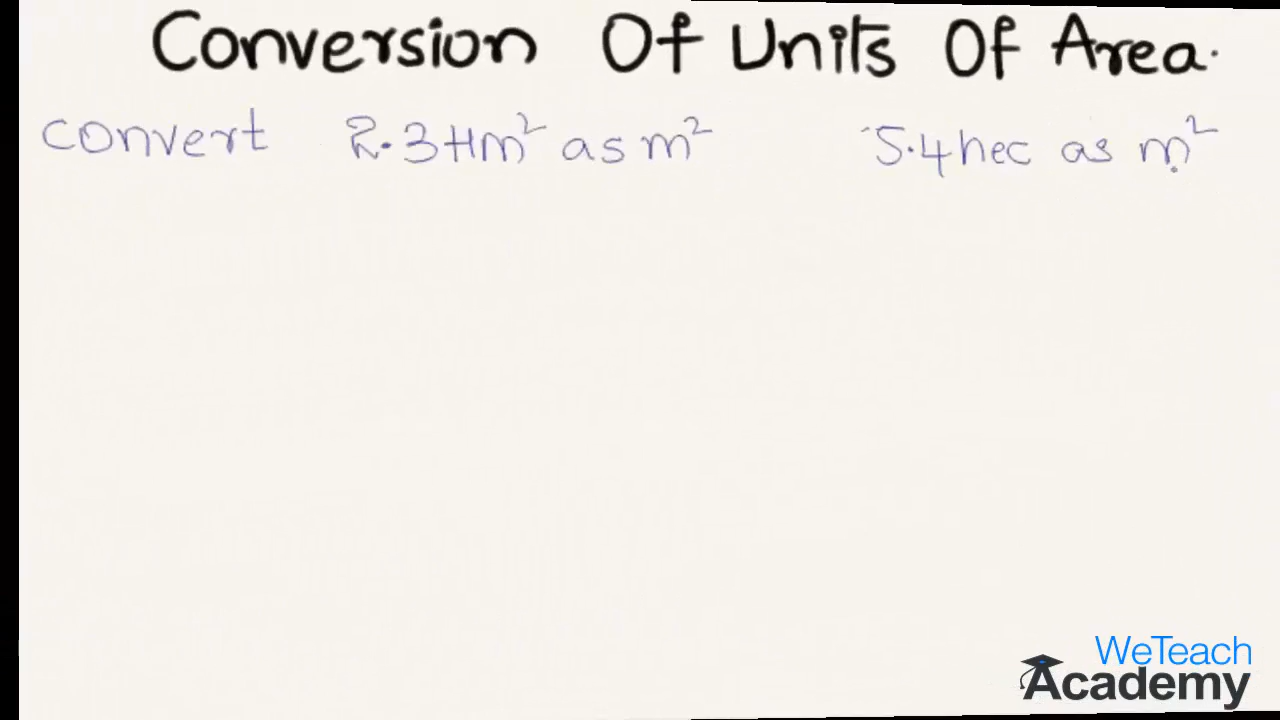 Conversion Of Units Of Area.
Convert 2.3Hm² as m² 5.4hec as m²
WeTeach
Academy